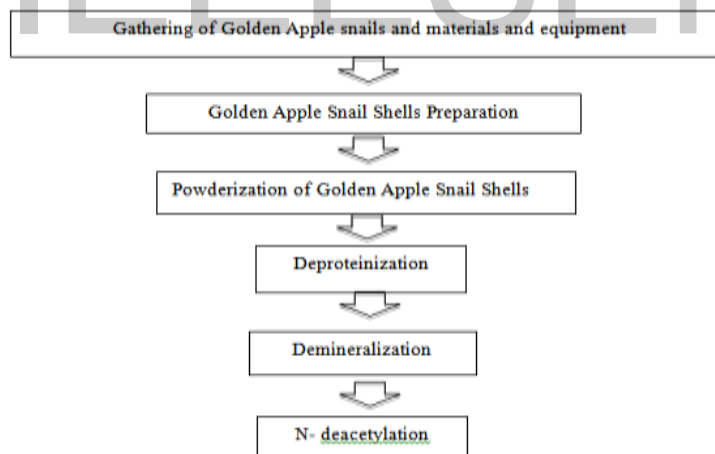 Gathering of Golden Apple snails and materials and equipment
Golden Apple Snail Shells Preparation
Powderization of Golden Apple Snail Shells
Deproteinization
Demineralization
N- deacetylation